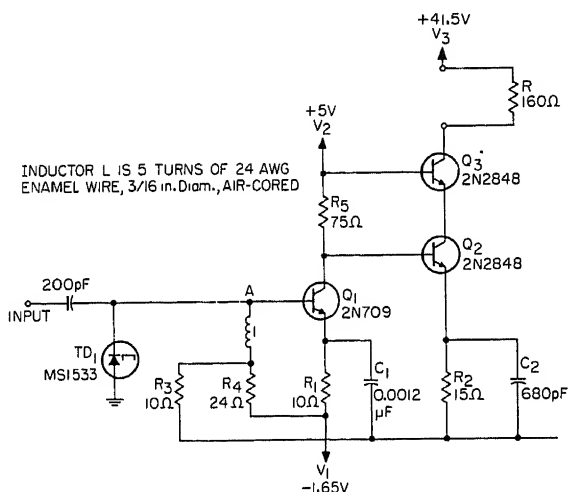 +41.5V
V3
R
160Ω
+5V
V2
INDUCTOR L IS 5 TURNS OF 24 AWG
ENAMEL WIRE, 3/16 in. Diam., AIR-CORED
Q3
2N2848
R5
75Ω
Q2
2N2848
200pF
A
Q1
2N709
INPUT
l
TD1
MS1533
R3
10Ω
R4
24Ω
R1
10Ω
C1
0.0012
µF
R2
15Ω
C2
680pF
V1
-1.65V